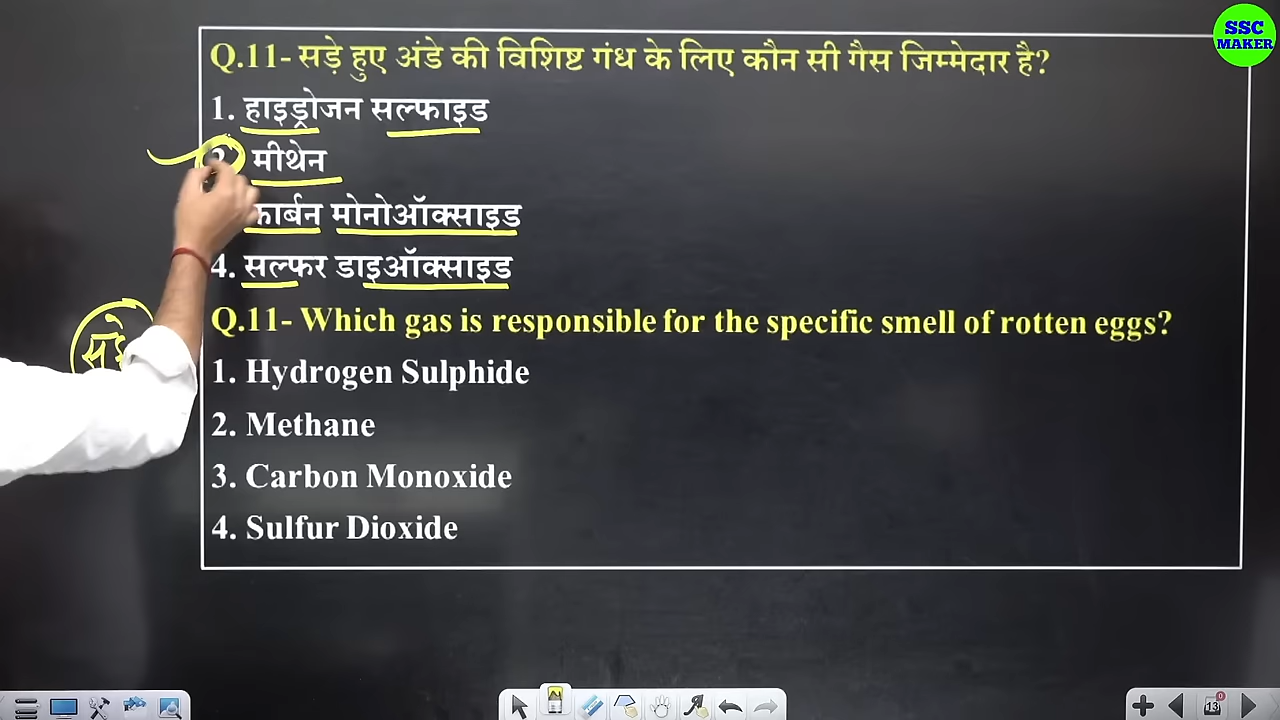 SSC
MAKER
Q.11- सड़े हुए अंडे की विशिष्ट गंध के लिए कौन सी गैस जिम्मेदार है?
1. हाइड्रोजन सल्फाइड
2. मीथेन
कार्बन मोनोऑक्साइड
4. सल्फर डाइऑक्साइड
Q.11- Which gas is responsible for the specific smell of rotten eggs?
1. Hydrogen Sulphide
2. Methane
3. Carbon Monoxide
4. Sulfur Dioxide
13